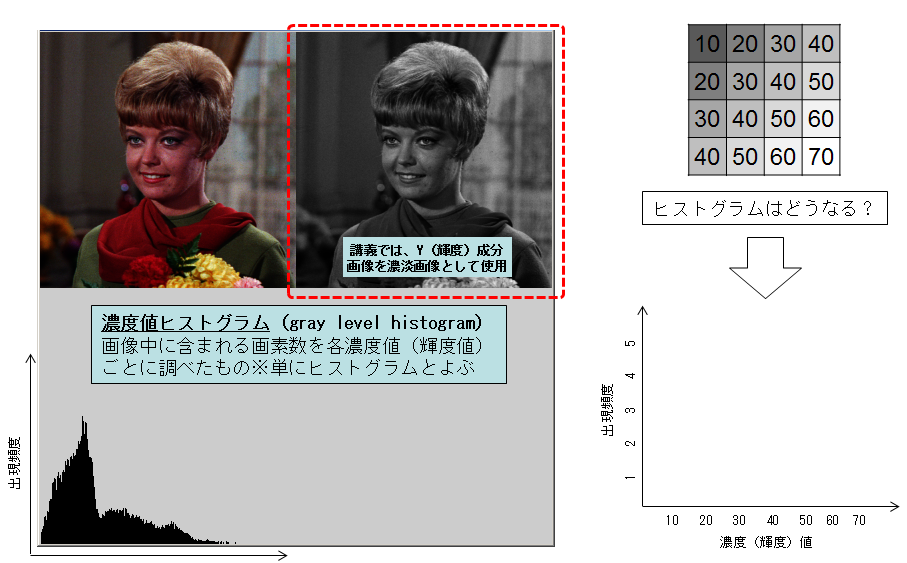 講義では、Y（輝度）成分
画像を濃淡画像として使用
濃度値ヒストグラム (gray level histogram)
画像中に含まれる画素数を各濃度値（輝度値）
ごとに調べたもの※単にヒストグラムとよぶ
出現頻度
10 20 30 40
20 30 40 50
30 40 50 60
40 50 60 70
ヒストグラムはどうなる？
出現頻度
5
4
3
2
1
10 20 30 40 50 60 70
濃度（輝度）値